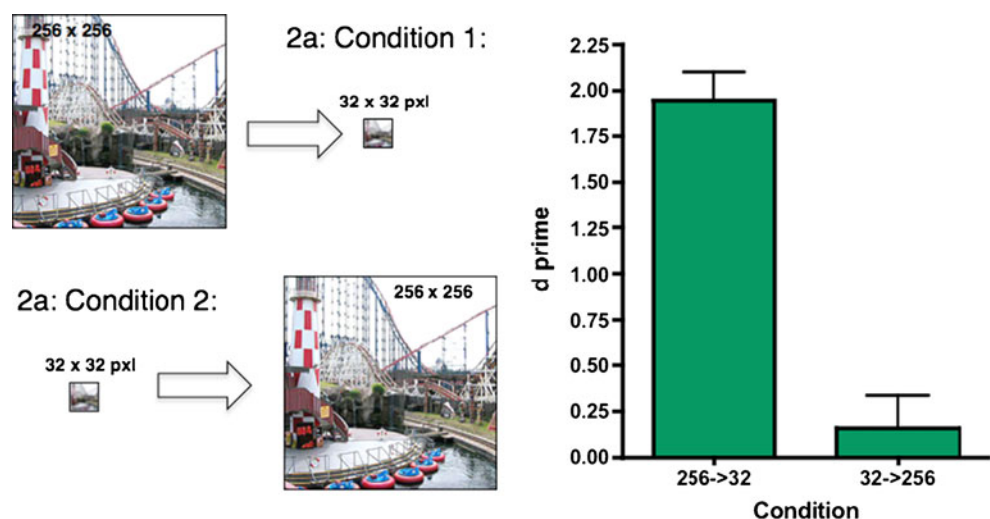 256 x 256
2a: Condition 1:
32 x 32 pxl
2a: Condition 2:
32 x 32 pxl
256 x 256
d prime
2.25
2.00
1.75
1.50
1.25
1.00
0.75
0.50
0.25
0.00
256->32
32->256
Condition